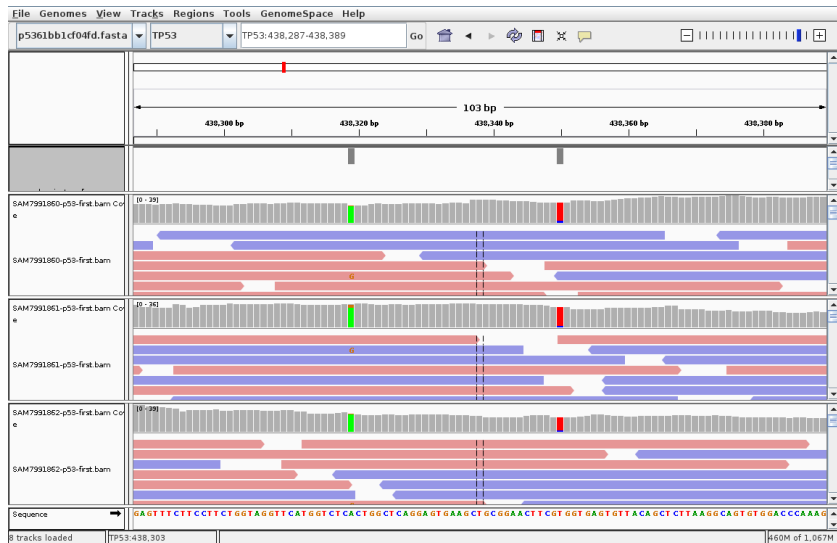 File Genomes View Tracks Regions Tools GenomeSpace Help
p5361bb1cf04fd.fasta TP53 TP53:438,287-438,389 Go
103 bp
438,300 bp 438,320 bp 438,340 bp 438,360 bp 438,380 bp
[0 - 39]
SAM7991860-p53-first.bam Co
e
SAM7991860-p53-first.bam
G
[0 - 36]
SAM7991861-p53-first.bam Co
e
SAM7991861-p53-first.bam
G
[0 - 39]
SAM7991862-p53-first.bam Co
e
SAM7991862-p53-first.bam
Sequence GAGTTTCTTCCTTCTGGTAGGTTCATGGTCTCACTGGCTCAGGAGTGAAGCTGCGGAACTTCGTGGTGAGTGTTACAGCTCTTAAGGCAGTGTGGACCCAAAG
8 tracks loaded TP53:438,303 460M of 1,067M